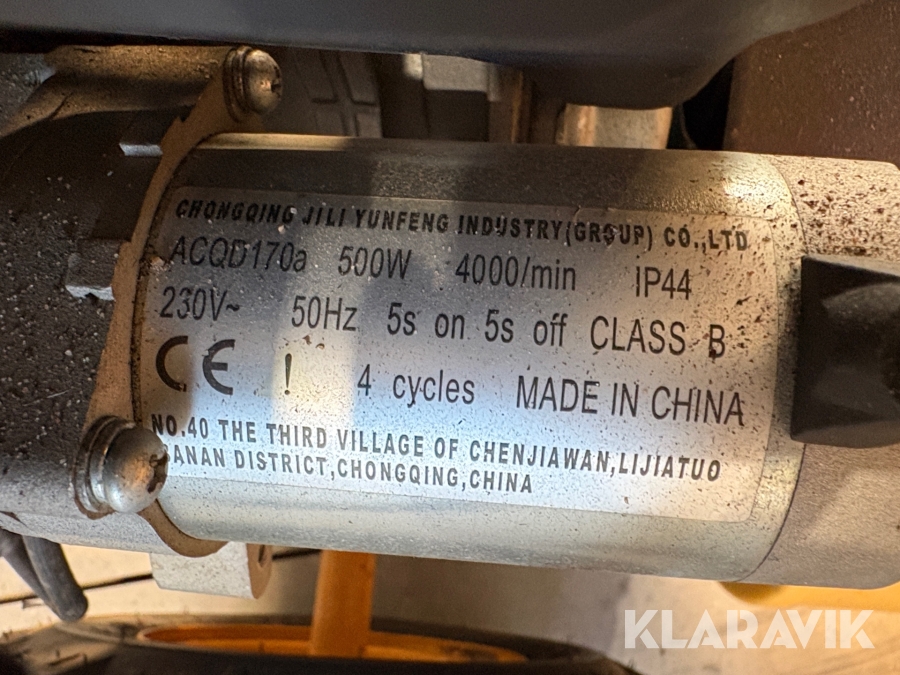 CHONGQING JILI YUNFENG INDUSTRY(GROUP) CO.,LTD
ACQD170a 500W 4000/min IP44
230V~ 50Hz 5s on 5s off CLASS B
CE ! 4 cycles MADE IN CHINA
NO.40 THE THIRD VILLAGE OF CHENJIAWAN,LIJIATUO
BANAN DISTRICT,CHONGQING,CHINA
KLARAVIK